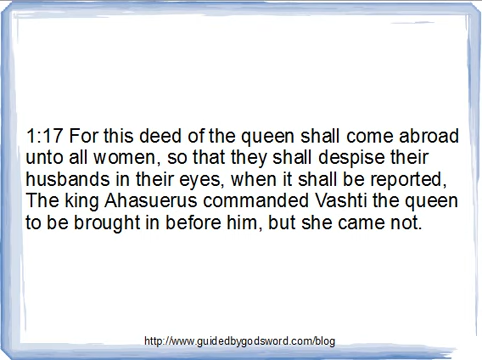 1:17 For this deed of the queen shall come abroad
unto all women, so that they shall despise their
husbands in their eyes, when it shall be reported,
The king Ahasuerus commanded Vashti the queen
to be brought in before him, but she came not.
http://www.guidedbygodsword.com/blog